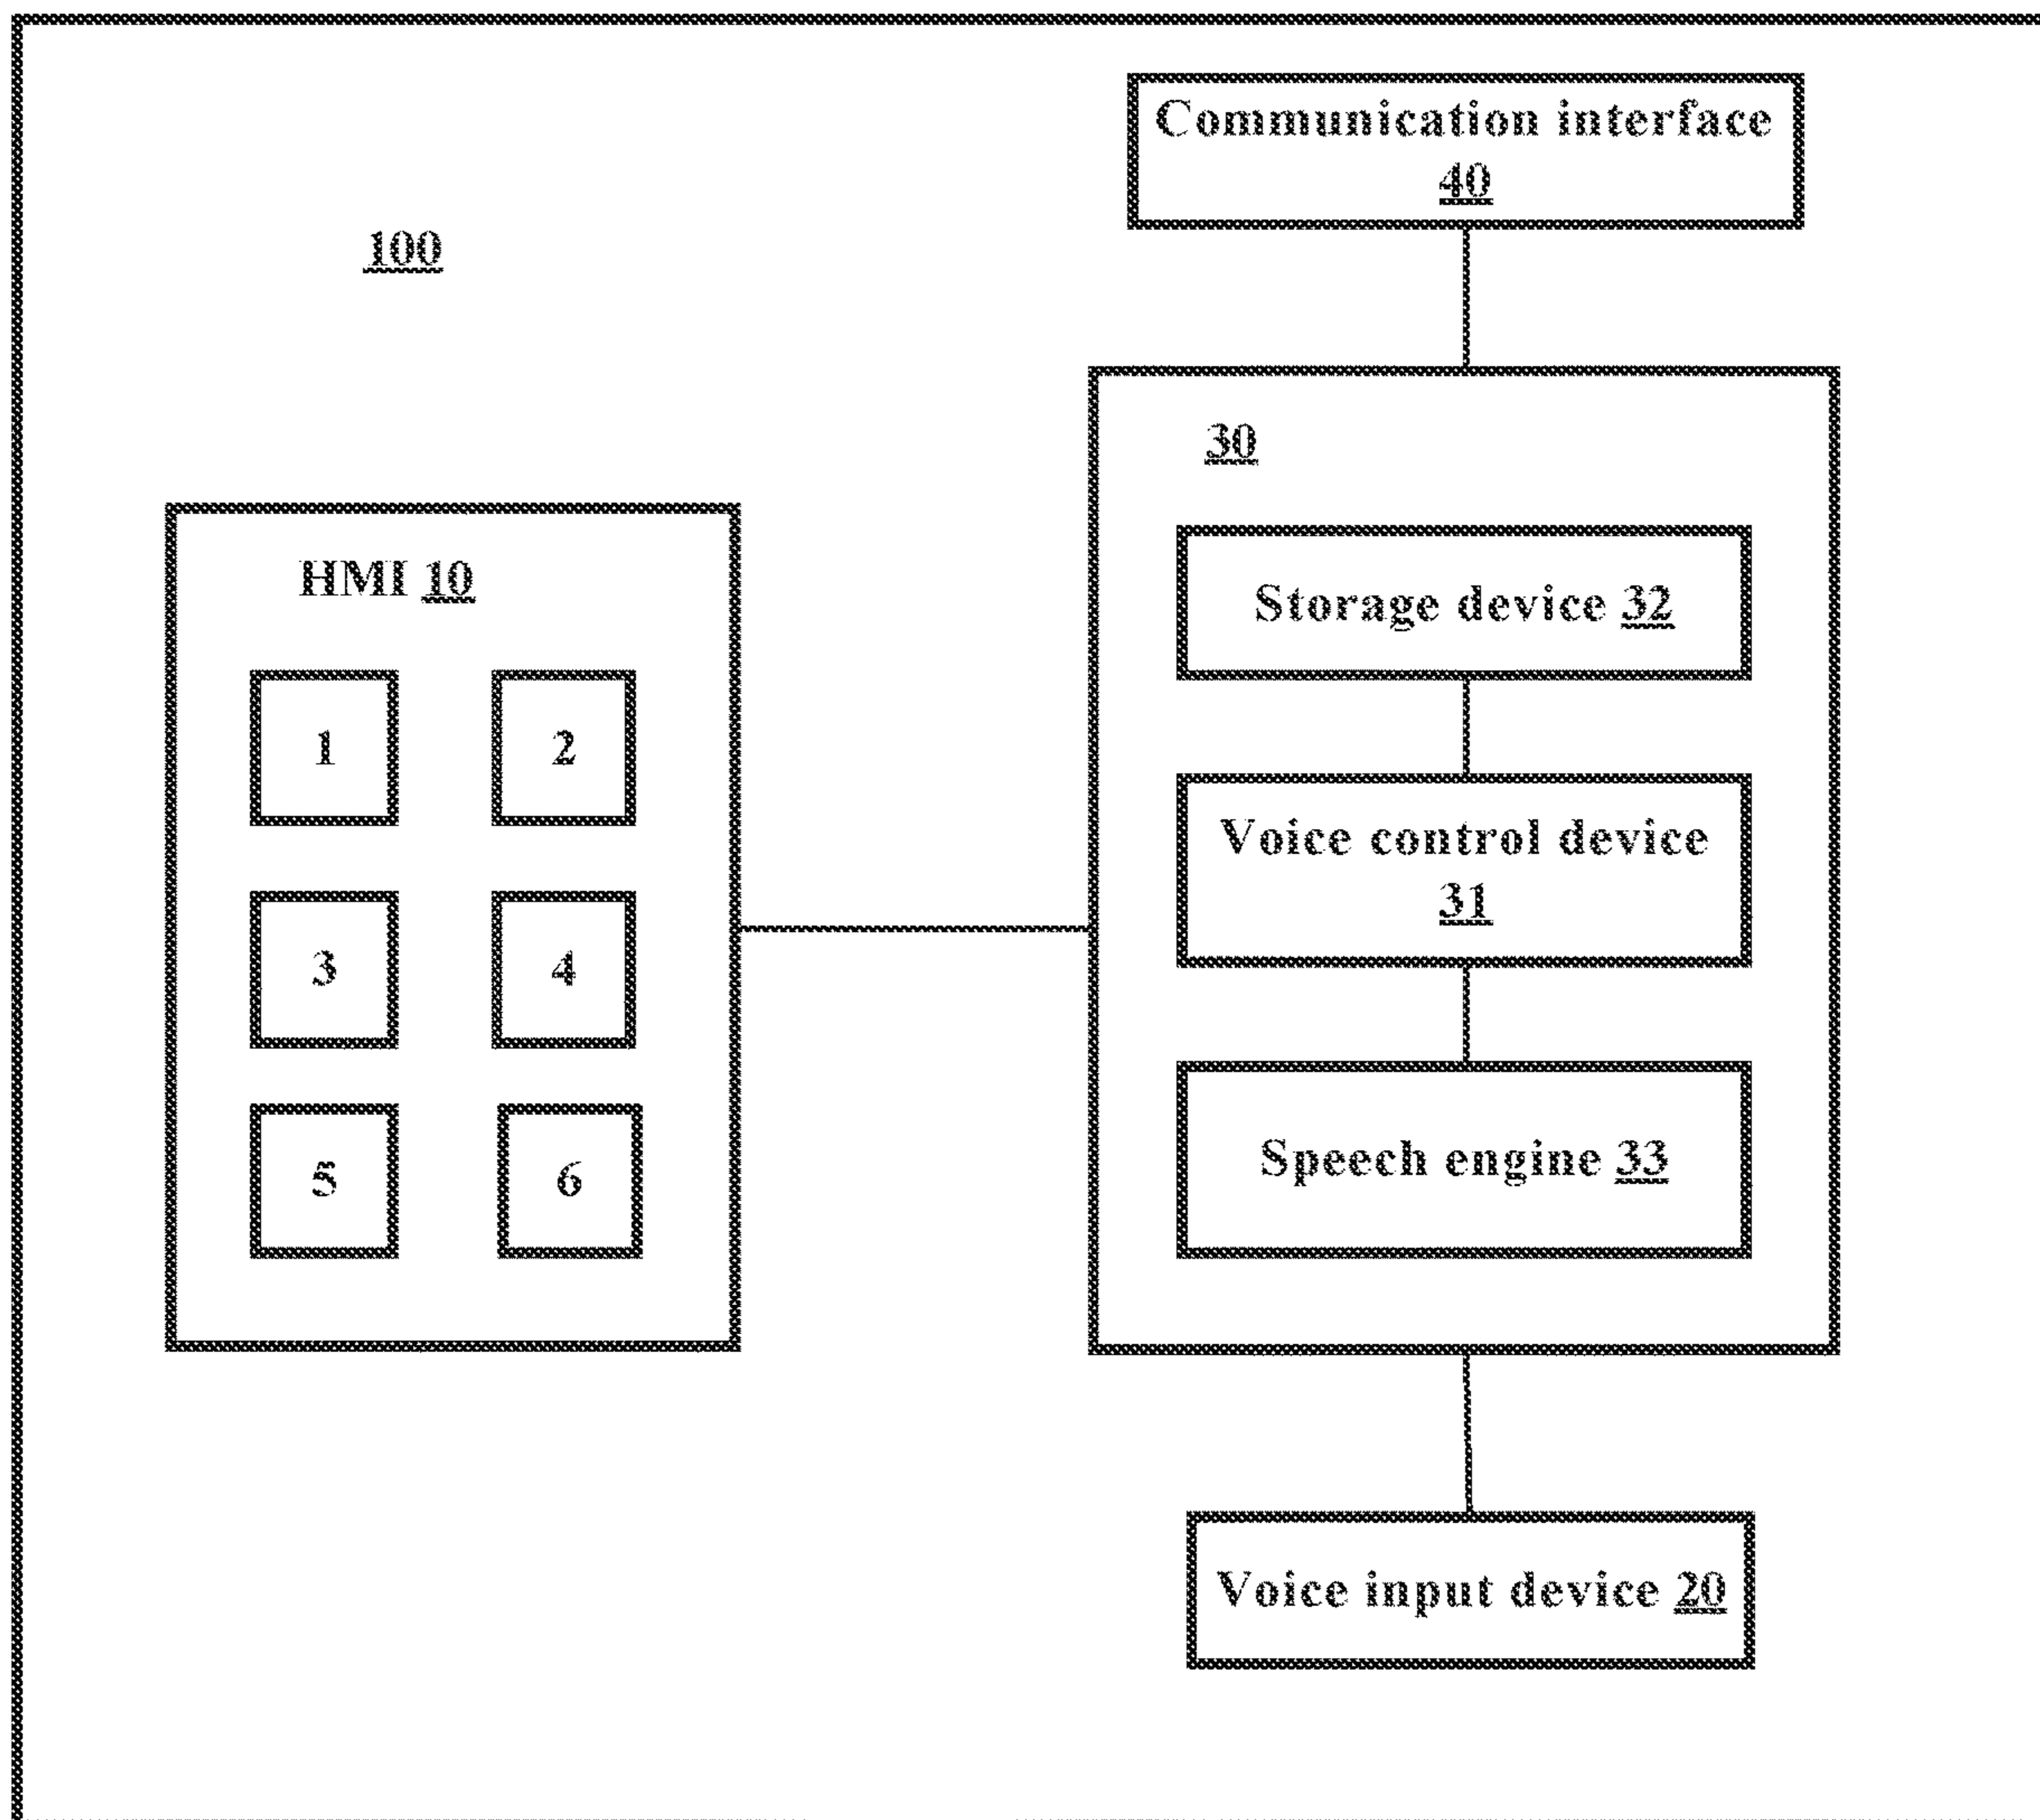 Communication interface
40
100
30
HMI 10
Storage device 32
1
2
Voice control device
31
3
4
Speech engine 33
5
6
Voice input device 20